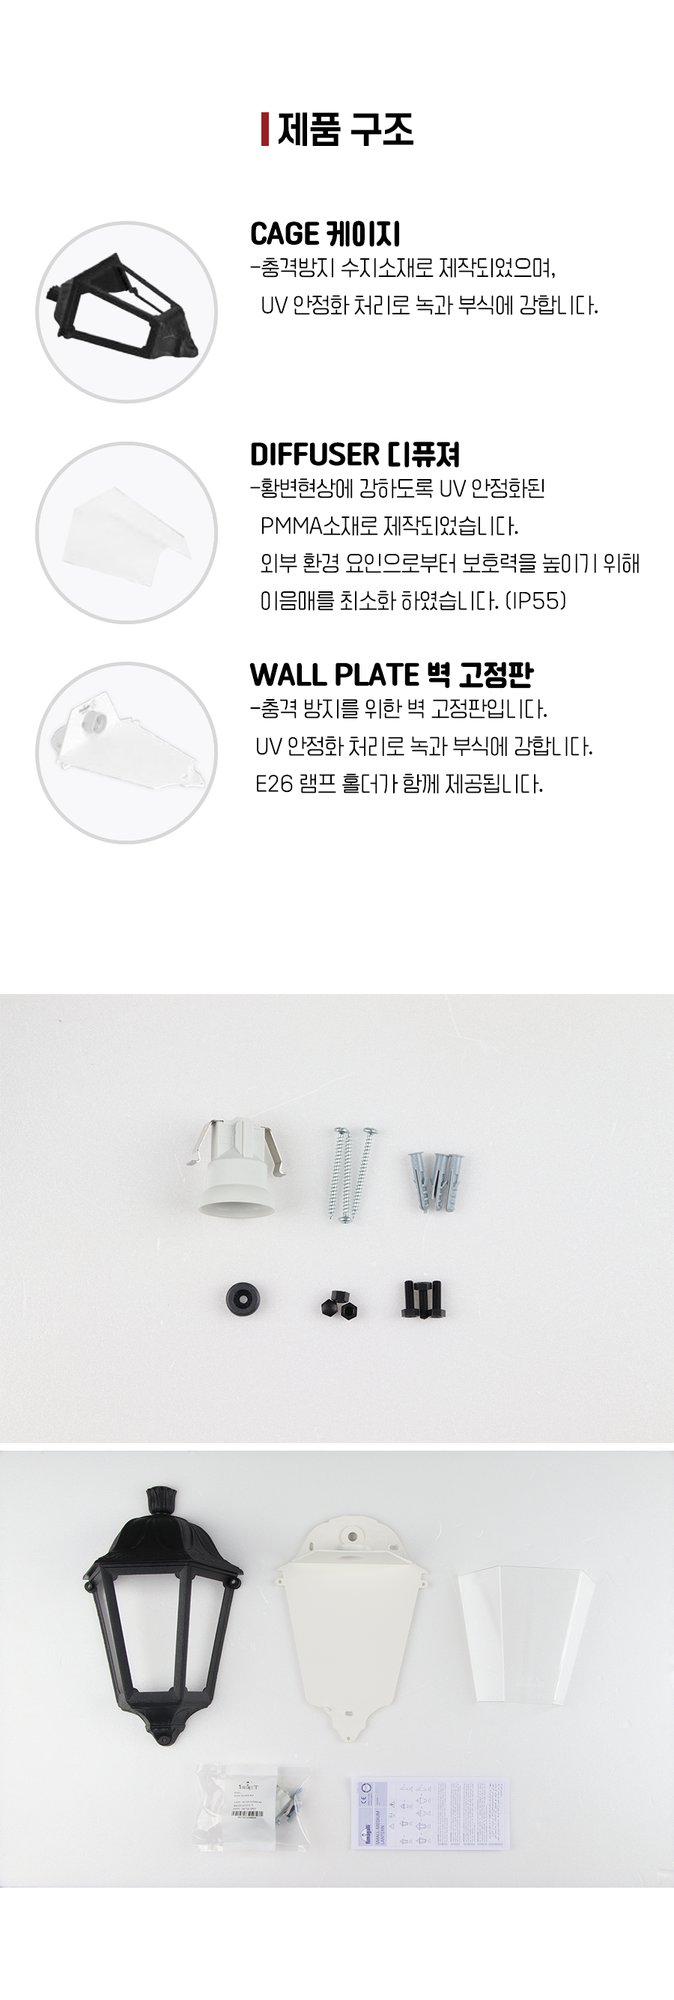 제품 구조
CAGE 케이지
-충격방지 수지소재로 제작되었으며,
UV 안정화 처리로 녹과 부식에 강합니다.
DIFFUSER 디퓨져
-황변현상에 강하도록 UV 안정화된
PMMA소재로 제작되었습니다.
외부 환경 요인으로부터 보호력을 높이기 위해
이음매를 최소화 하였습니다. (IP55)
WALL PLATE 벽 고정판
-충격 방지를 위한 벽 고정판입니다.
UV 안정화 처리로 녹과 부식에 강합니다.
E26 램프 홀더가 함께 제공됩니다.
CE
fumagalli
SMALL/MEDIUM
LANTERN